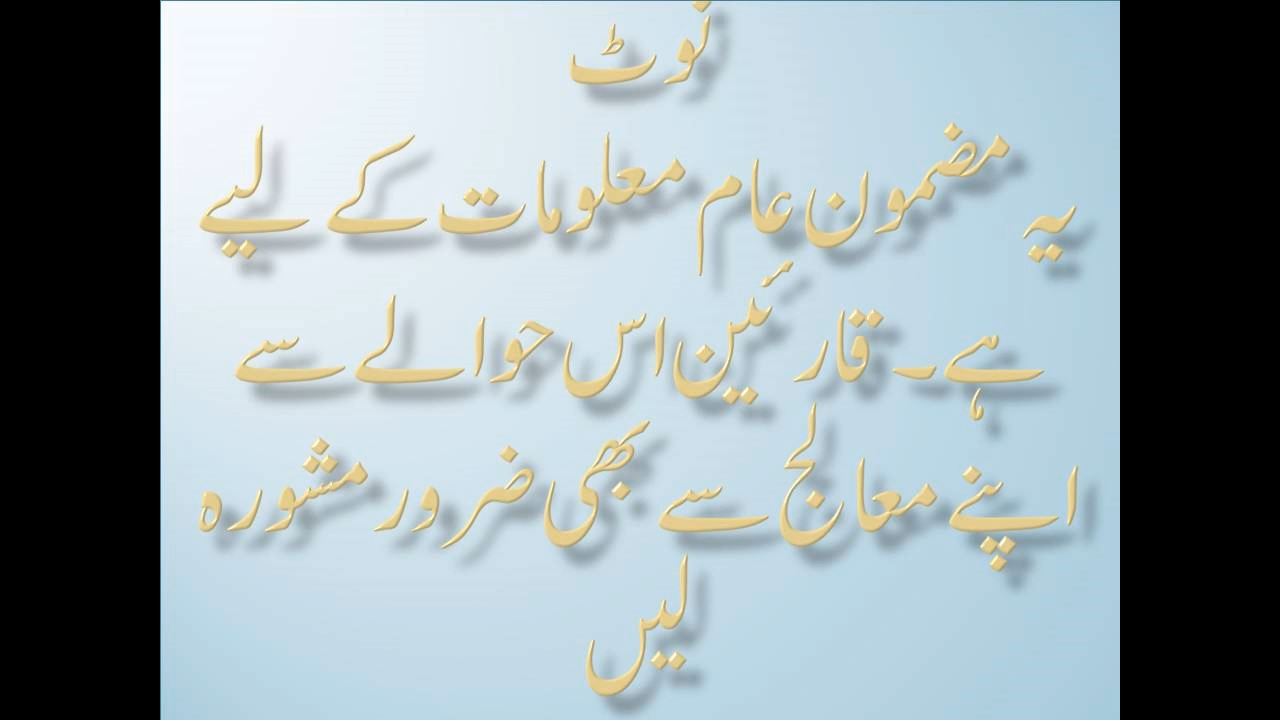 نوٹ
یہ مضمون عام معلومات کے لیے
ہے۔ قارئین اس حوالے سے
اپنے معالج سے بھی ضرور مشورہ
لیں